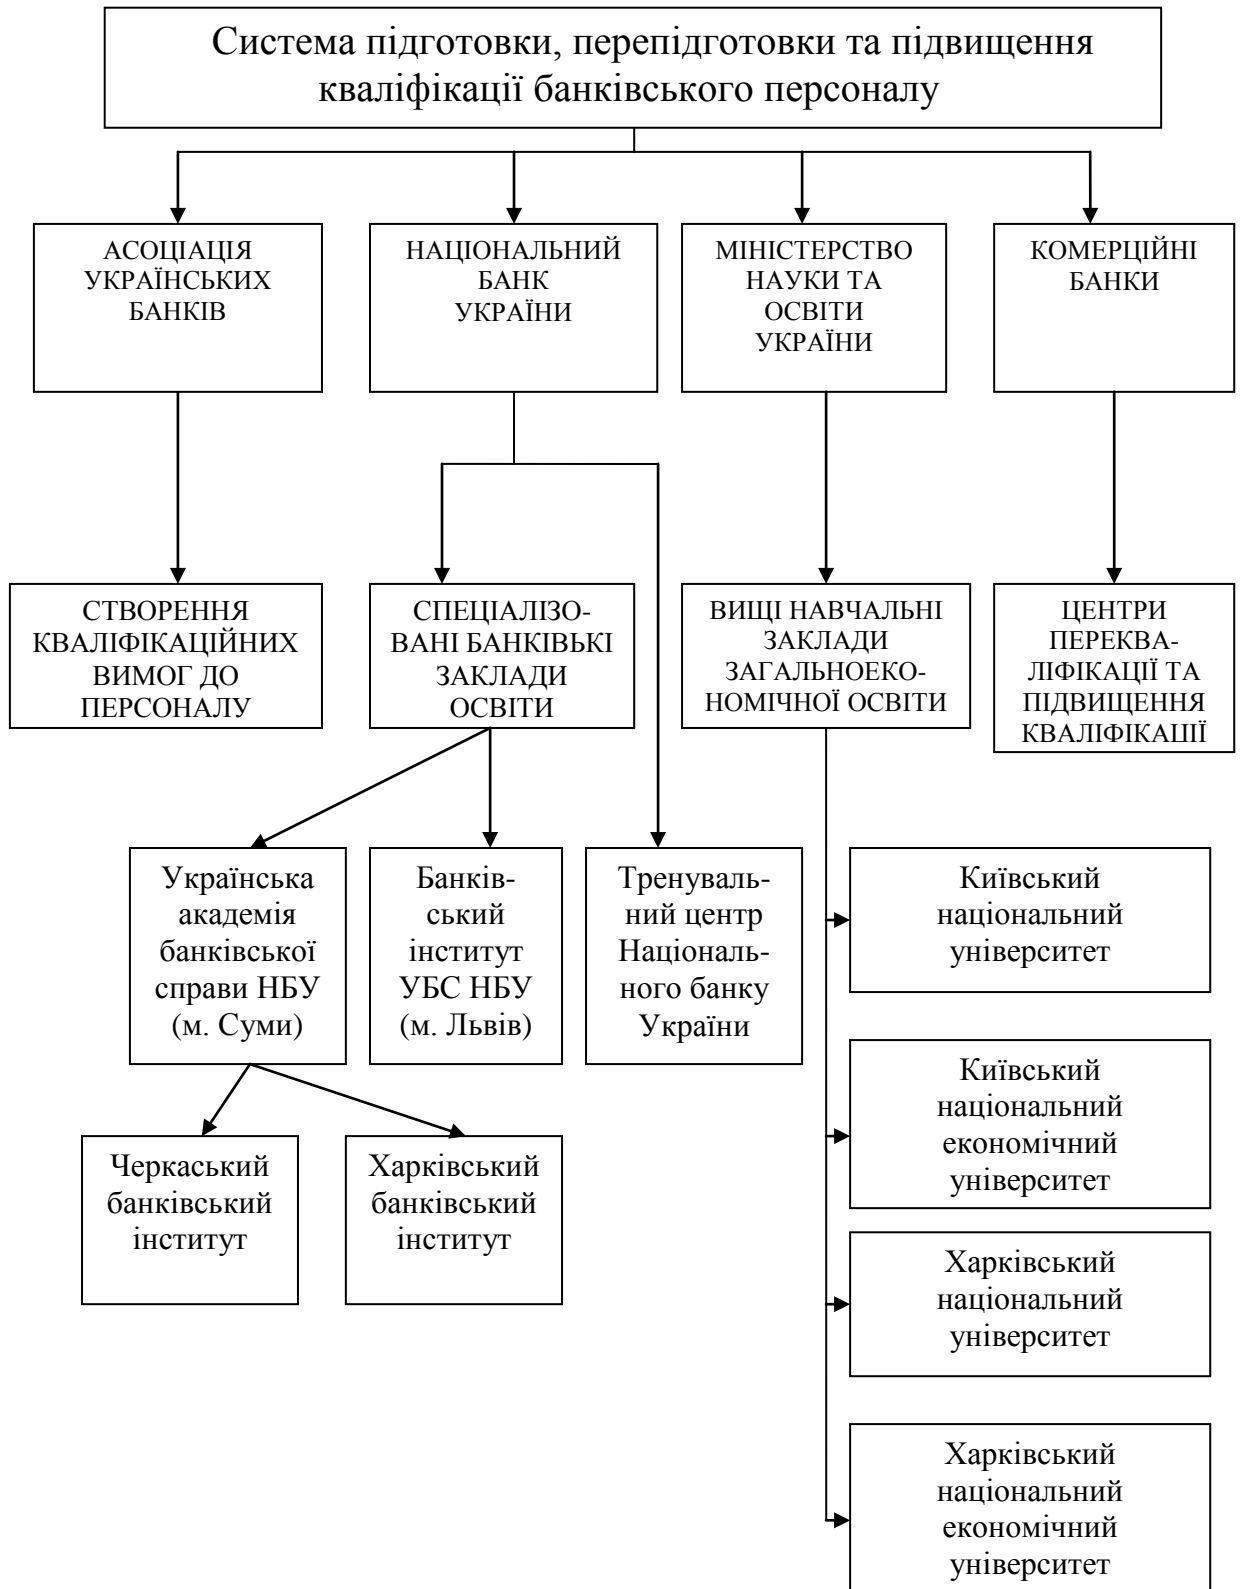 Система підготовки, перепідготовки та підвищення
кваліфікації банківського персоналу
АСОЦІАЦІЯ
УКРАЇНСЬКИХ
БАНКІВ
НАЦІОНАЛЬНИЙ
БАНК
УКРАЇНИ
МІНІСТЕРСТВО
НАУКИ ТА
ОСВІТИ
УКРАЇНИ
КОМЕРЦІЙНІ
БАНКИ
СТВОРЕННЯ
КВАЛІФІКАЦІЙНИХ
ВИМОГ ДО
ПЕРСОНАЛУ
СПЕЦІАЛІЗО-
ВАНІ БАНКІВЬКІ
ЗАКЛАДИ
ОСВІТИ
ВИЩІ НАВЧАЛЬНІ
ЗАКЛАДИ
ЗАГАЛЬНОЕКО-
НОМІЧНОЇ ОСВІТИ
ЦЕНТРИ
ПЕРЕКВА-
ЛІФІКАЦІЇ ТА
ПІДВИЩЕННЯ
КВАЛІФІКАЦІЇ
Українська
академія
банківської
справи НБУ
(м. Суми)
Банків-
ський
інститут
УБС НБУ
(м. Львів)
Тренуваль-
ний центр
Національ-
ного банку
України
Київський
національний
університет
Київський
національний
економічний
університет
Черкаський
банківський
інститут
Харківський
банківський
інститут
Харківський
національний
університет
Харківський
національний
економічний
університет